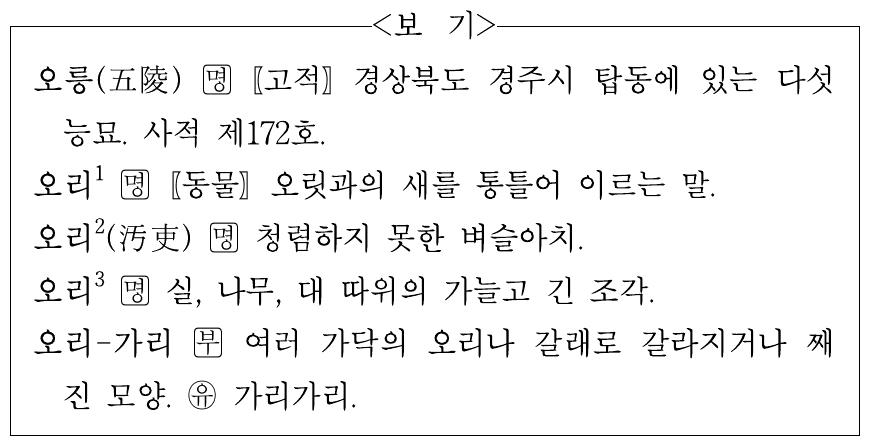 <보 기>
오릉(五陵) 명 〖고적〗 경상북도 경주시 탑동에 있는 다섯
능묘. 사적 제172호.
오리¹ 명 〖동물〗 오릿과의 새를 통틀어 이르는 말.
오리²(汚吏) 명 청렴하지 못한 벼슬아치.
오리³ 명 실, 나무, 대 따위의 가늘고 긴 조각.
오리-가리 부 여러 가닥의 오리나 갈래로 갈라지거나 째
진 모양. ㉴ 가리가리.